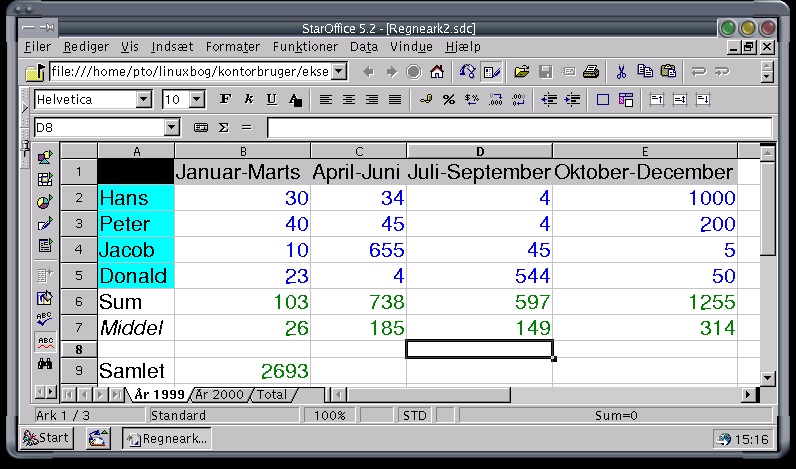 StarOffice 5.2 - [Regneark2.sdc]
Filer Rediger Vis Indsæt Formater Funktioner Data Vindue Hjælp
file:///home/pto/linuxbog/kontorbruger/ekse
Helvetica 10 F K U A % $%
D8 Σ =
A B C D E
1 Januar-Marts April-Juni Juli-September Oktober-December
2 Hans 30 34 4 1000
3 Peter 40 45 4 200
4 Jacob 10 655 45 5
5 Donald 23 4 544 50
6 Sum 103 738 597 1255
7 Middel 26 185 149 314
8
9 Samlet 2693
ABC
ABC
År 1999 År 2000 Total
Ark 1 / 3 Standard 100% STD Sum=0
Start Regneark... 15:16